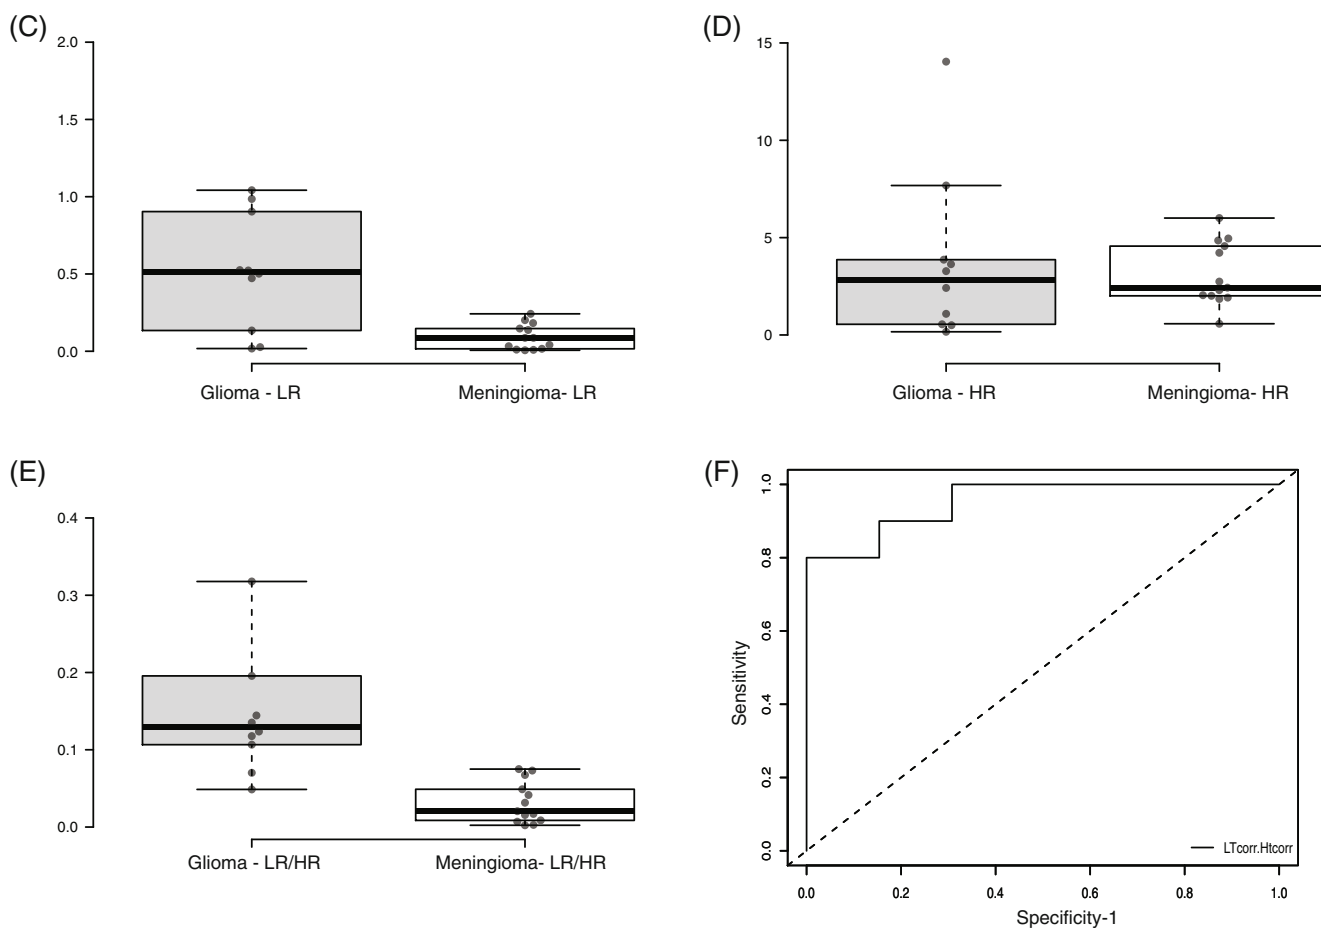 (C)
2.0
1.5
1.0
0.5
0.0
Glioma - LR
Meningioma- LR
(D)
15
10
5
0
Glioma - HR
Meningioma- HR
(E)
0.4
0.3
0.2
0.1
0.0
Glioma - LR/HR
Meningioma- LR/HR
(F)
Sensitivity
1.0
0.8
0.6
0.4
0.2
0.0
LTcorr.Htcorr
0.0 0.2 0.4 0.6 0.8 1.0
Specificity-1